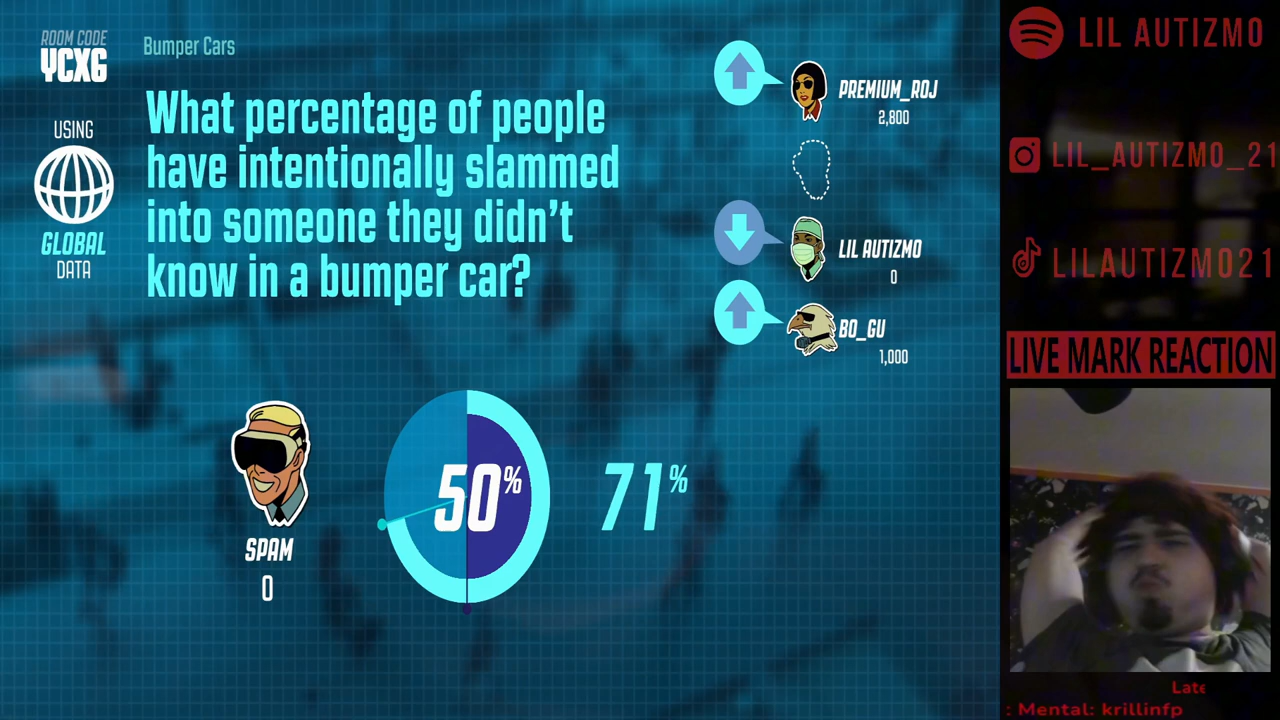 ROOM CODE
YCX6
Bumper Cars
USING
GLOBAL
DATA
What percentage of people
have intentionally slammed
into someone they didn't
know in a bumper car?
PREMIUM_ROJ
2,800
LIL AUTIZMO
0
BO_GU
1,000
SPAM
0
50%
71%
LIL AUTIZMO
LIL_AUTIZMO_21
LILAUTIZMO21
LIVE MARK REACTION
Late
: Mental: krillinfp